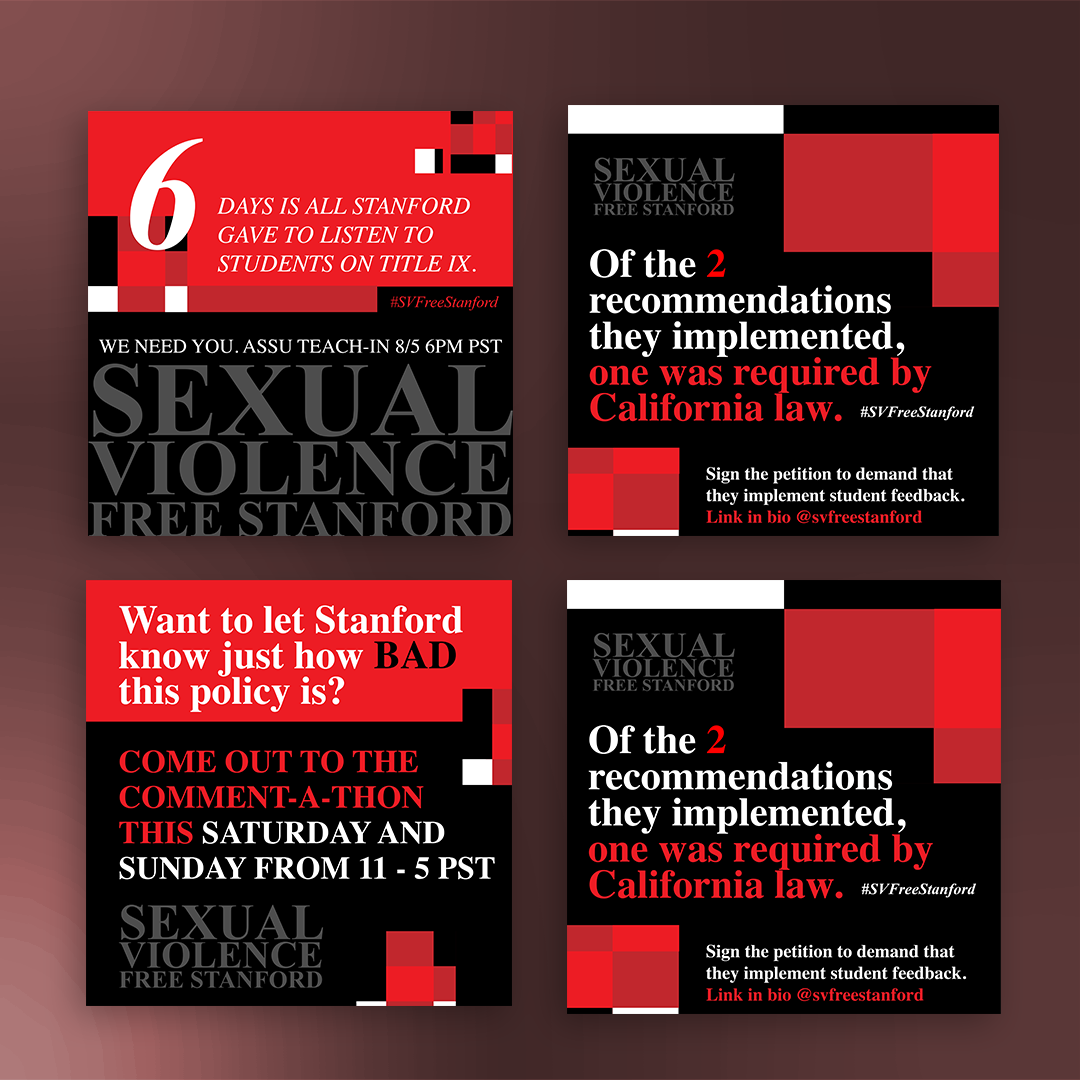 6
DAYS IS ALL STANFORD
GAVE TO LISTEN TO
STUDENTS ON TITLE IX.
#SVFreeStanford
WE NEED YOU. ASSU TEACH-IN 8/5 6PM PST
SEXUAL
VIOLENCE
FREE STANFORD
SEXUAL
VIOLENCE
FREE STANFORD
Of the 2
recommendations
they implemented,
one was required by
California law.
#SVFreeStanford
Sign the petition to demand that
they implement student feedback.
Link in bio @svfreestanford
Want to let Stanford
know just how BAD
this policy is?
COME OUT TO THE
COMMENT-A-THON
THIS SATURDAY AND
SUNDAY FROM 11 - 5 PST
SEXUAL
VIOLENCE
FREE STANFORD
SEXUAL
VIOLENCE
FREE STANFORD
Of the 2
recommendations
they implemented,
one was required by
California law.
#SVFreeStanford
Sign the petition to demand that
they implement student feedback.
Link in bio @svfreestanford